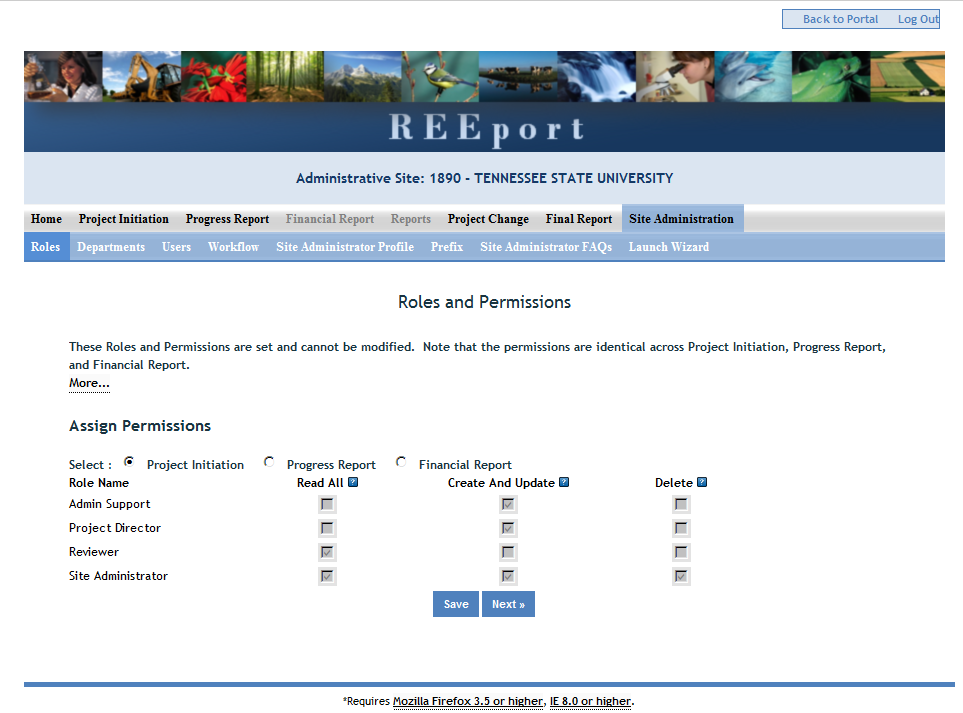 Back to Portal Log Out
REEport
Administrative Site: 1890 - TENNESSEE STATE UNIVERSITY
Home Project Initiation Progress Report Financial Report Reports Project Change Final Report Site Administration
Roles Departments Users Workflow Site Administrator Profile Prefix Site Administrator FAQs Launch Wizard
Roles and Permissions
These Roles and Permissions are set and cannot be modified. Note that the permissions are identical across Project Initiation, Progress Report,
and Financial Report.
More...
Assign Permissions
Select : Project Initiation Progress Report Financial Report
Role Name Read All ? Create And Update ? Delete ?
Admin Support
Project Director
Reviewer
Site Administrator
Save Next »
*Requires Mozilla Firefox 3.5 or higher, IE 8.0 or higher.